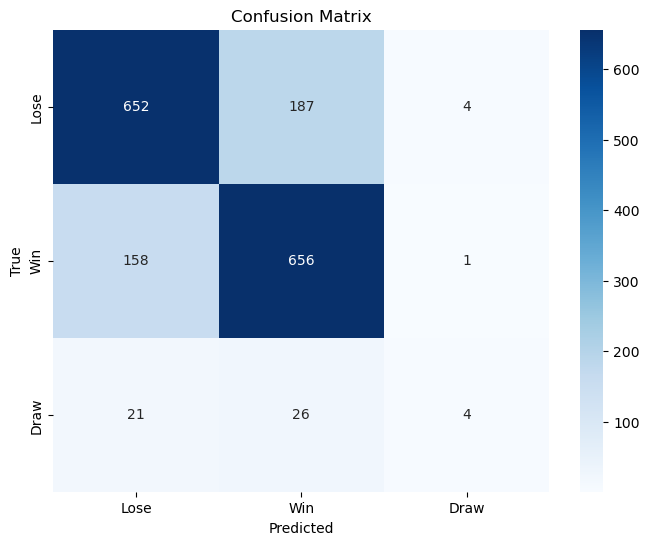 Confusion Matrix
Lose 652 187 4
Win 158 656 1
Draw 21 26 4
True
Lose Win Draw
Predicted
600
500
400
300
200
100